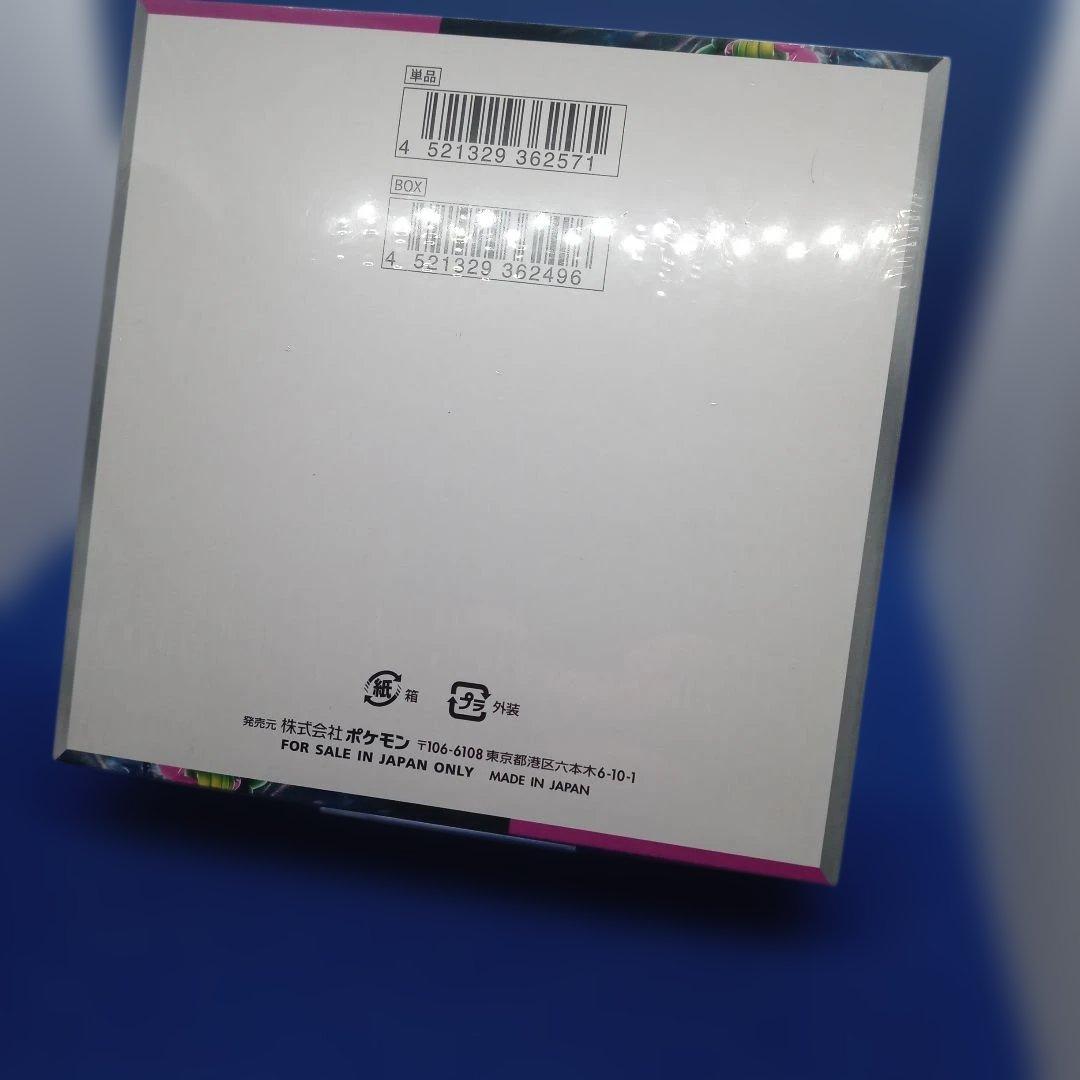 単品
4 521329 362571
BOX
4 521329 362496
紙 箱 プラ 外装
発売元 株式会社 ポケモン 〒106-6108 東京都港区六本木6-10-1
FOR SALE IN JAPAN ONLY MADE IN JAPAN